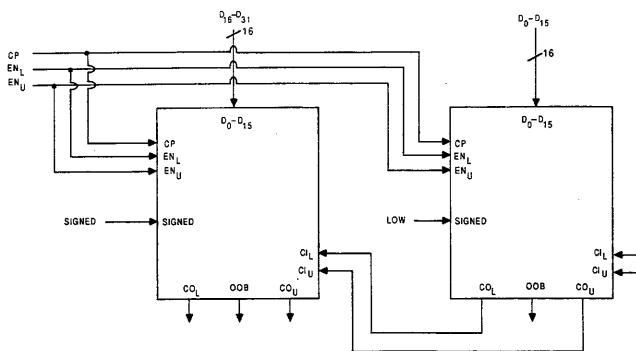 D16–D31
16
D0–D15
16
CP
ENL
ENU
D0–D15
CP
ENL
ENU
SIGNED
SIGNED
CIL
CIU
COL
OOB
COU
D0–D15
CP
ENL
ENU
LOW
SIGNED
CIL
CIU
COL
OOB
COU